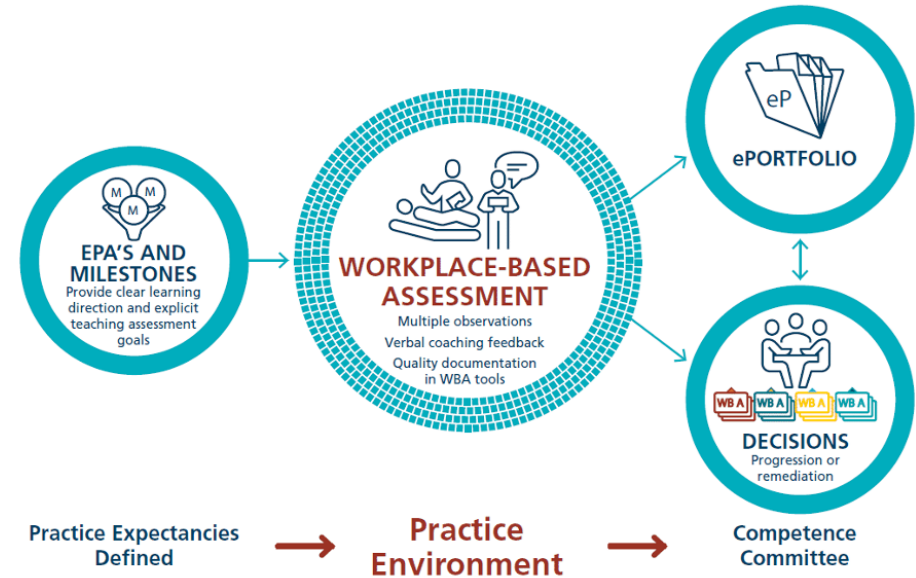 M M
M
EPA'S AND
MILESTONES
Provide clear learning
direction and explicit
teaching assessment
goals
WORKPLACE-BASED
ASSESSMENT
Multiple observations
Verbal coaching feedback
Quality documentation
in WBA tools
eP
ePORTFOLIO
WB A WB A WB A WB A
DECISIONS
Progression or
remediation
Practice Expectancies
Defined
Practice
Environment
Competence
Committee